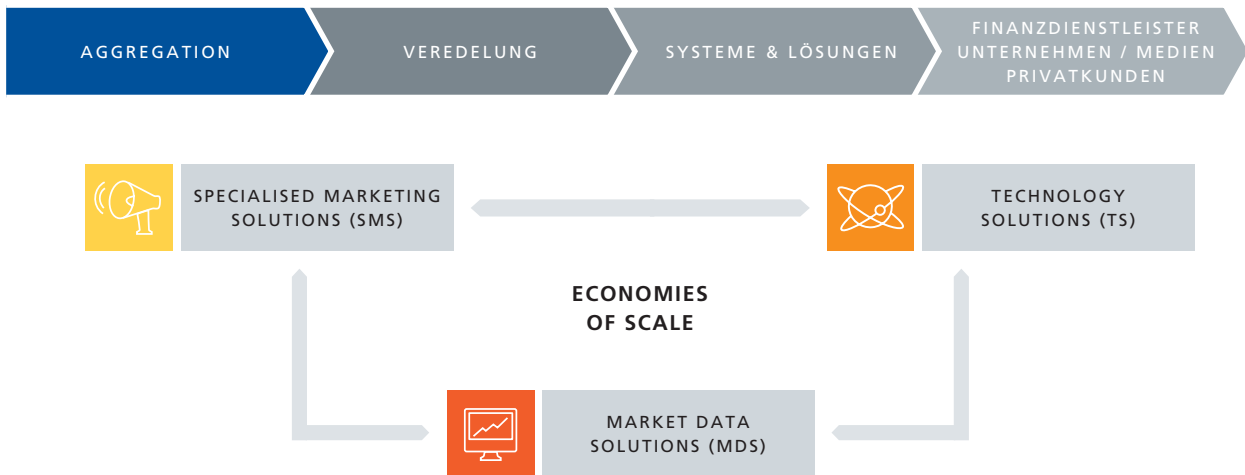 AGGREGATION
VEREDELUNG
SYSTEME & LÖSUNGEN
FINANZDIENSTLEISTER
UNTERNEHMEN / MEDIEN
PRIVATKUNDEN
SPECIALISED MARKETING
SOLUTIONS (SMS)
TECHNOLOGY
SOLUTIONS (TS)
ECONOMIES
OF SCALE
MARKET DATA
SOLUTIONS (MDS)